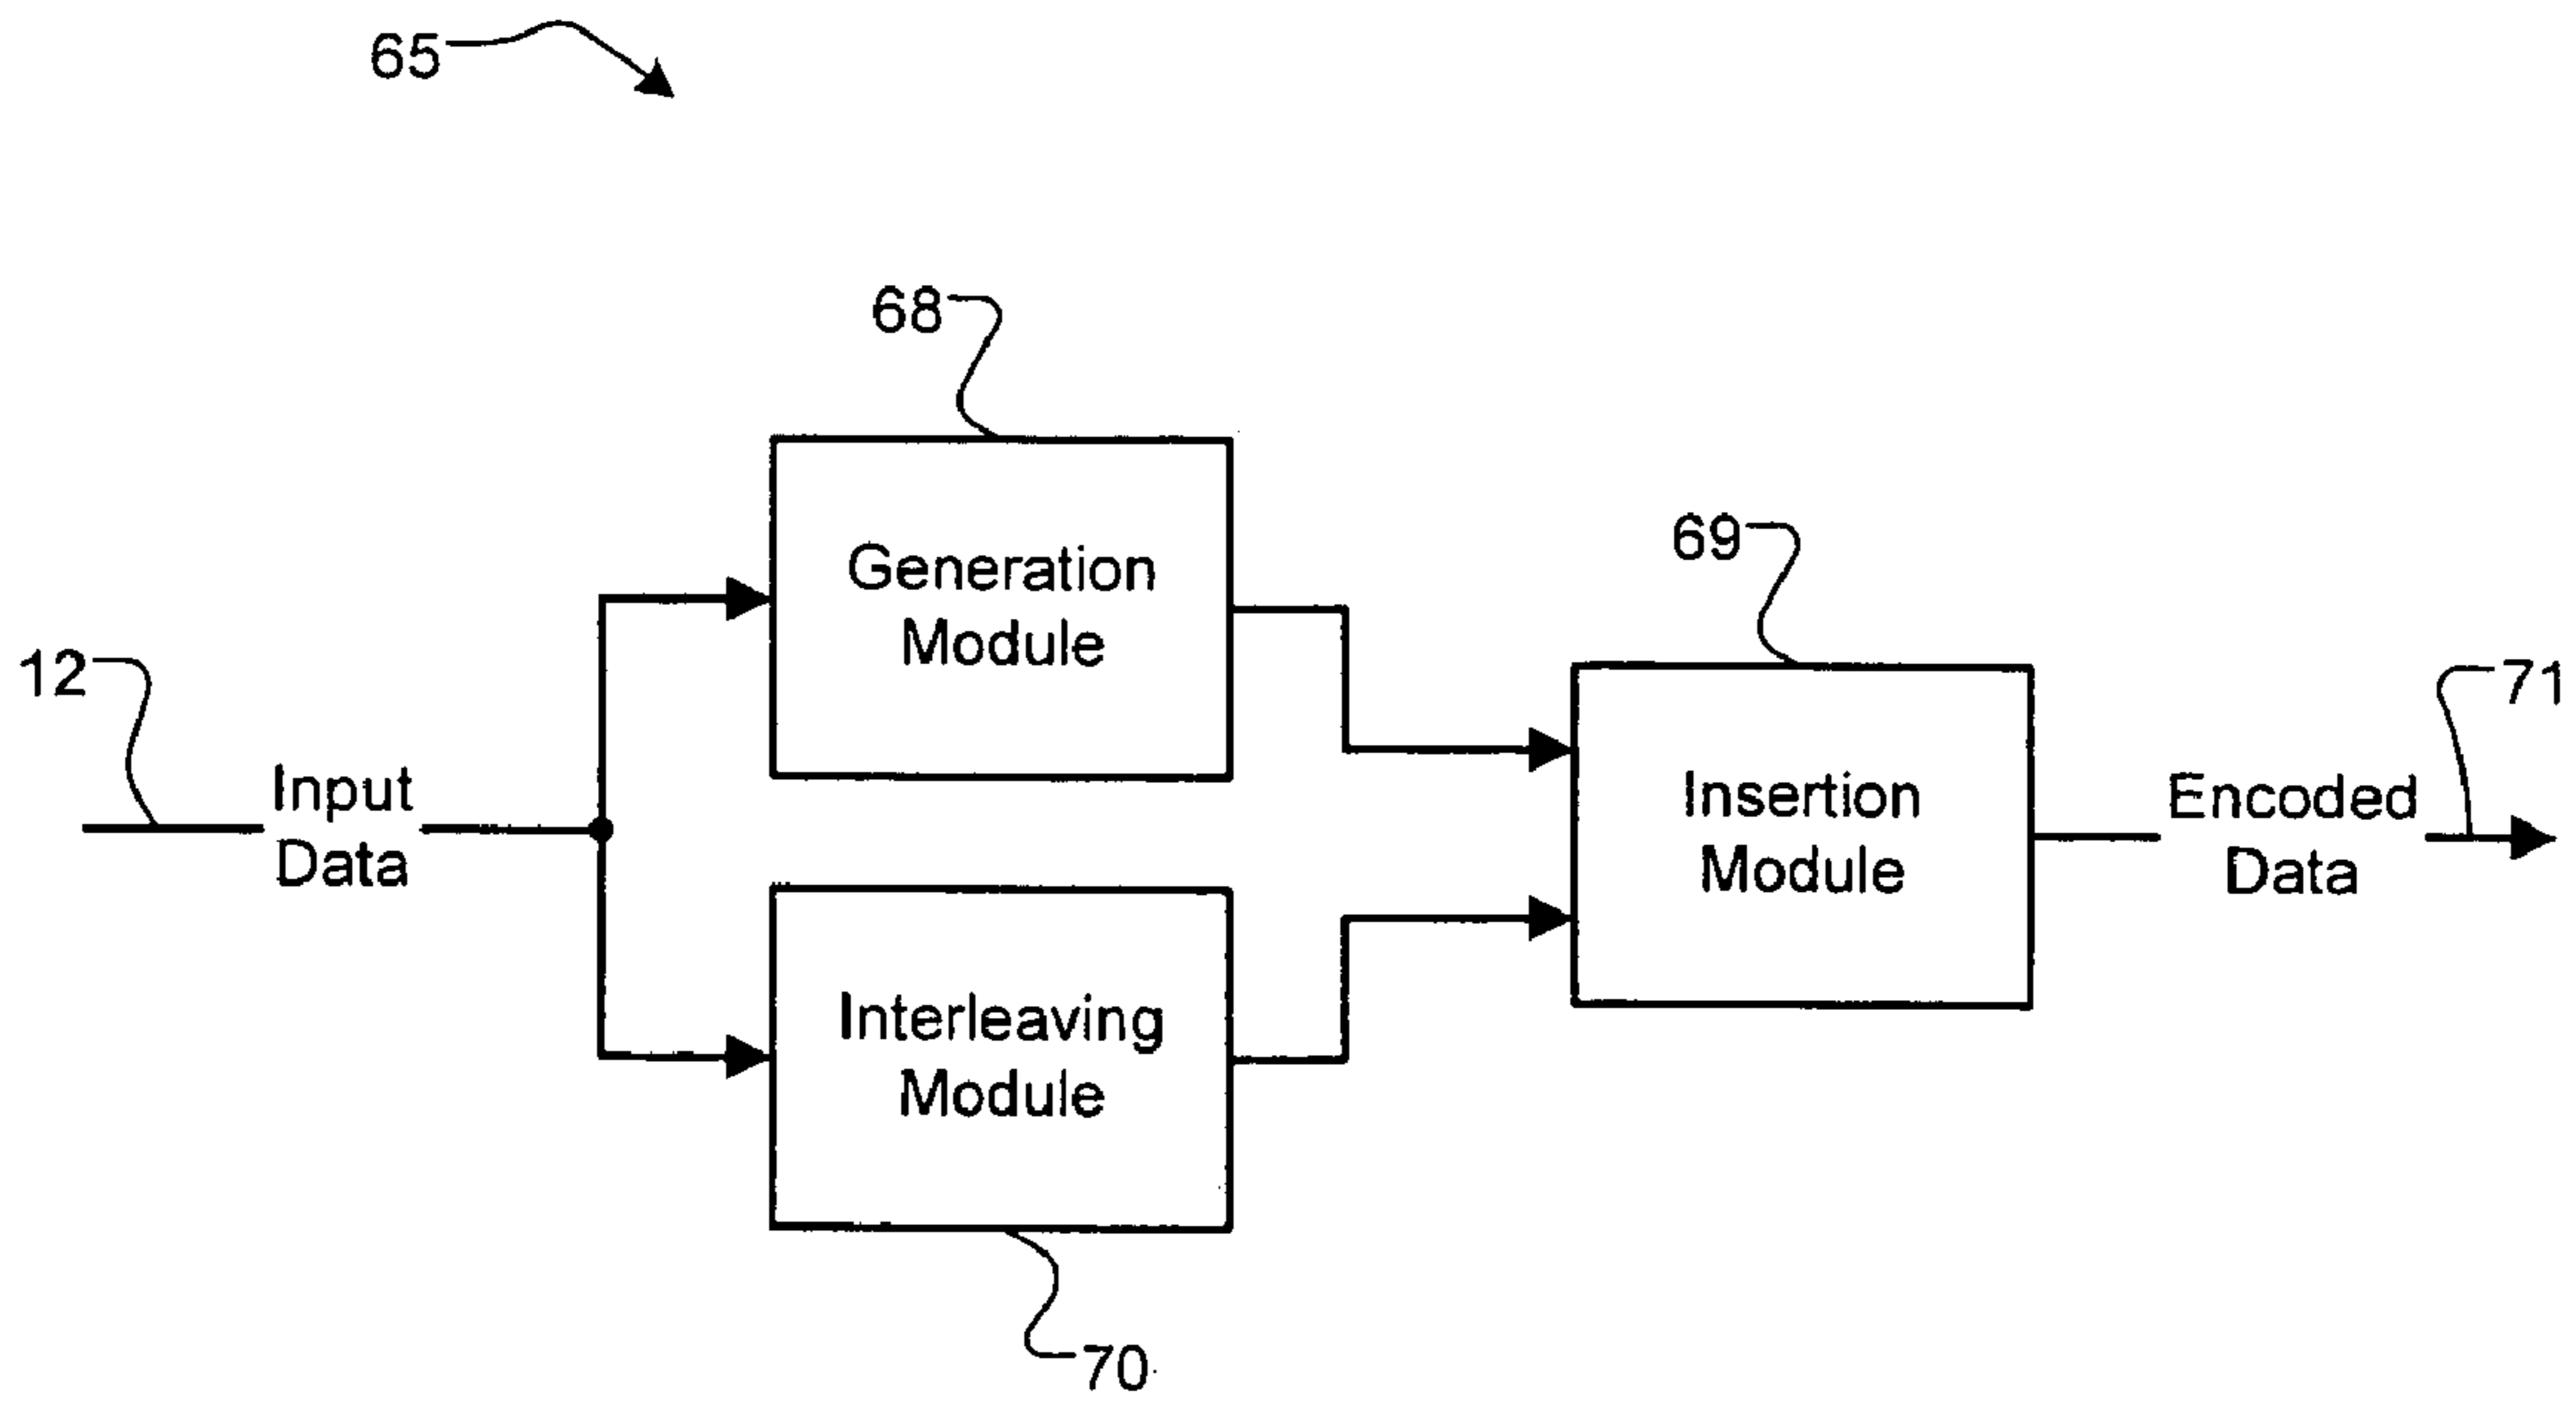 65
68
Generation
Module
69
12
71
Input
Data
Insertion
Module
Encoded
Data
Interleaving
Module
70